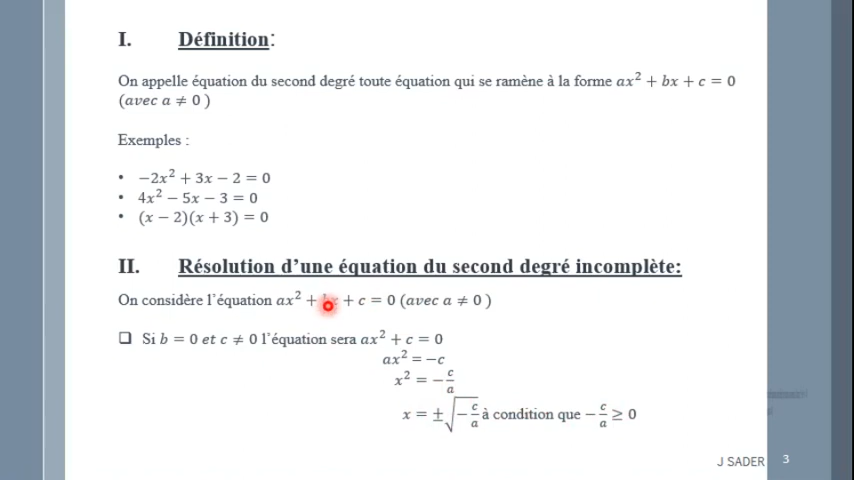 I. Définition:
On appelle équation du second degré toute équation qui se ramène à la forme ax² + bx + c = 0
(avec a ≠ 0 )
Exemples :
• −2x² + 3x − 2 = 0
• 4x² − 5x − 3 = 0
• (x − 2)(x + 3) = 0
II. Résolution d’une équation du second degré incomplète:
On considère l’équation ax² + + c = 0 (avec a ≠ 0 )
❑ Si b = 0 et c ≠ 0 l’équation sera ax² + c = 0
ax² = −c
x² = −c/a
x = ±√(−c/a) à condition que −c/a ≥ 0
J SADER 3